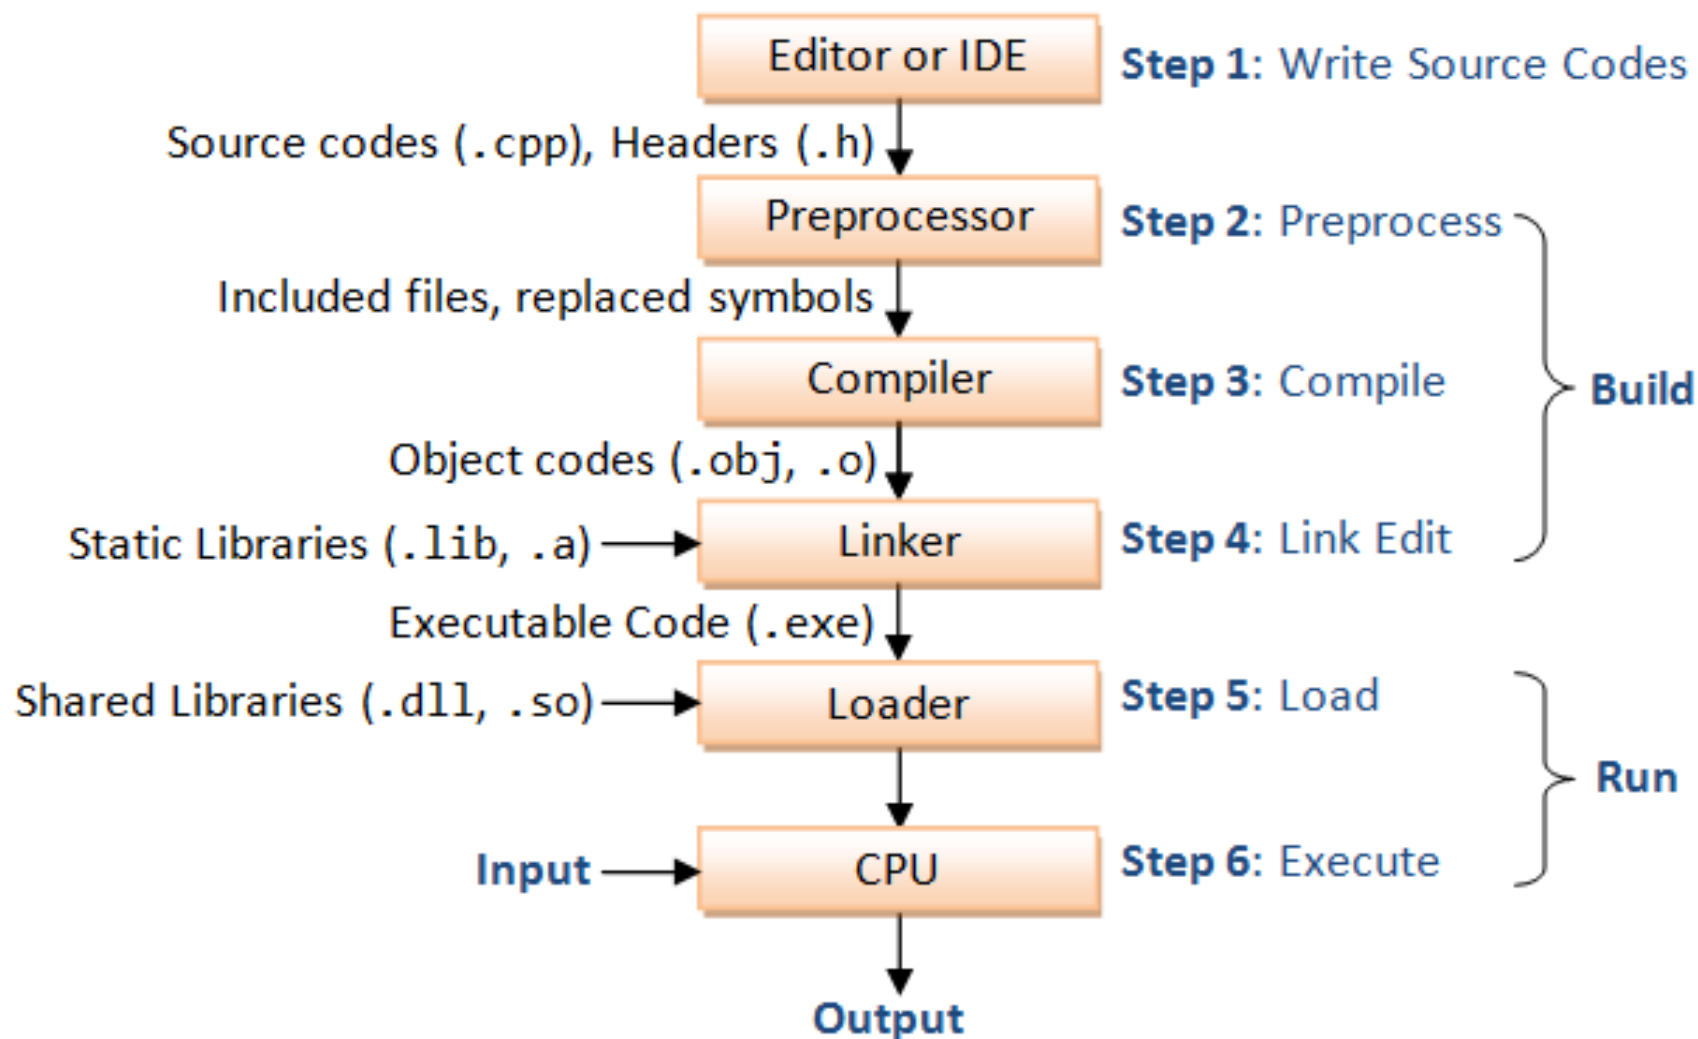 Editor or IDE
Step 1: Write Source Codes
Source codes (.cpp), Headers (.h)
Preprocessor
Step 2: Preprocess
Included files, replaced symbols
Compiler
Step 3: Compile
Build
Object codes (.obj, .o)
Static Libraries (.lib, .a)
Linker
Step 4: Link Edit
Executable Code (.exe)
Shared Libraries (.dll, .so)
Loader
Step 5: Load
Run
Input
CPU
Step 6: Execute
Output